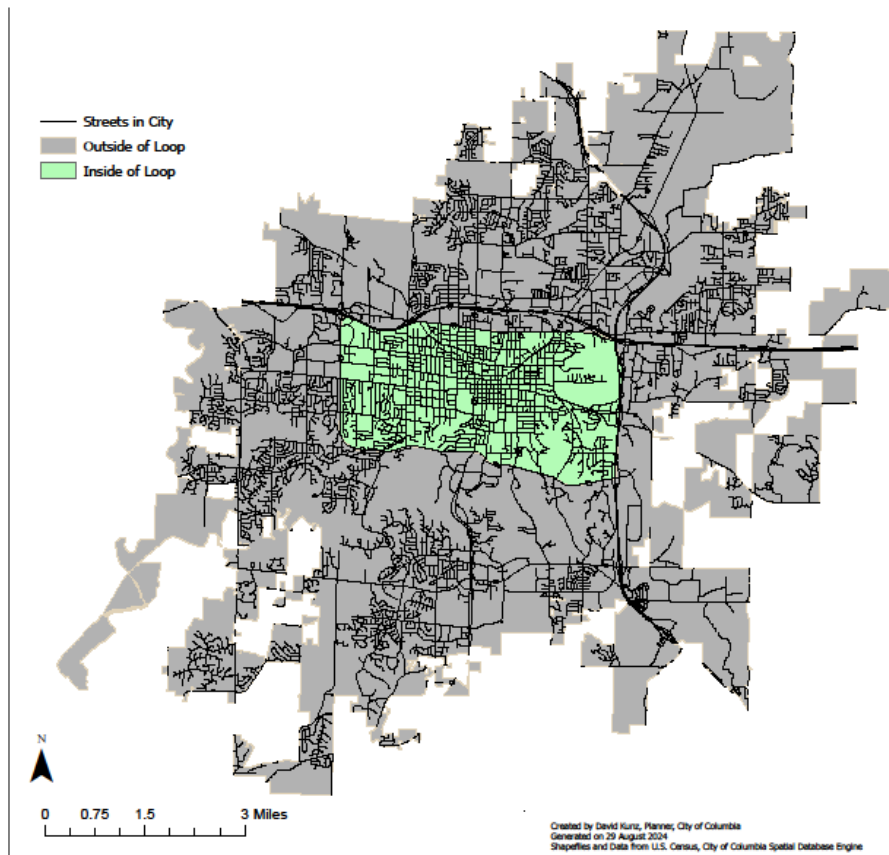 Streets in City
Outside of Loop
Inside of Loop
N
0 0.75 1.5 3 Miles
Created by David Kunz, Planner, City of Columbia
Generated on 29 August 2024
Shapefiles and Data from U.S. Census, City of Columbia Spatial Database Engine